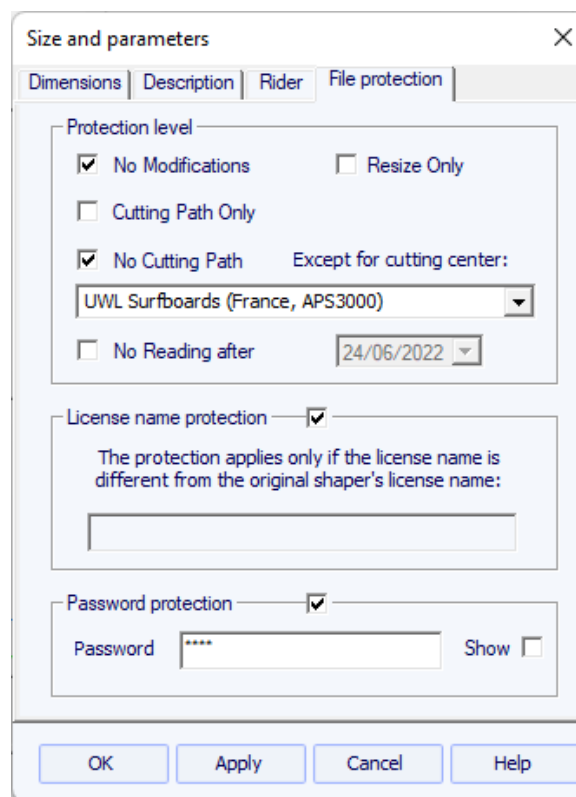 Size and parameters
Dimensions Description Rider File protection
Protection level
No Modifications Resize Only
Cutting Path Only
No Cutting Path Except for cutting center:
UWL Surfboards (France, APS3000)
No Reading after 24/06/2022
License name protection
The protection applies only if the license name is
different from the original shaper's license name:
Password protection
Password **** Show
OK Apply Cancel Help